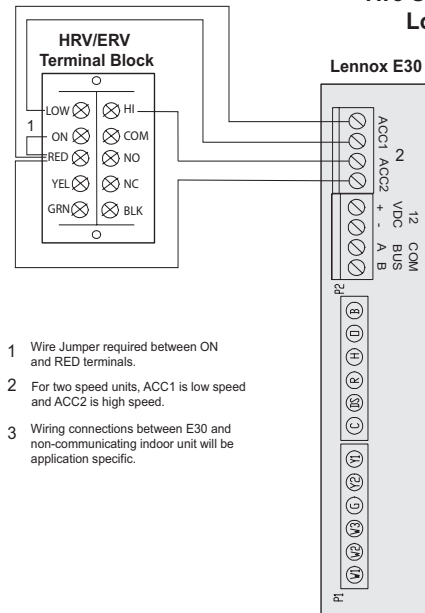 HRV/ERV
Terminal Block
Lennox E30
LOW
HI
1
ON
COM
RED
NO
YEL
NC
GRN
BLK
ACC1
ACC2
2
+
-
A
B
VDC
BUS
12
COM
P2
B
D
H
R
DS
C
Y1
Y2
G
W3
W2
W1
P1
1 Wire Jumper required between ON
and RED terminals.
2 For two speed units, ACC1 is low speed
and ACC2 is high speed.
3 Wiring connections between E30 and
non-communicating indoor unit will be
application specific.